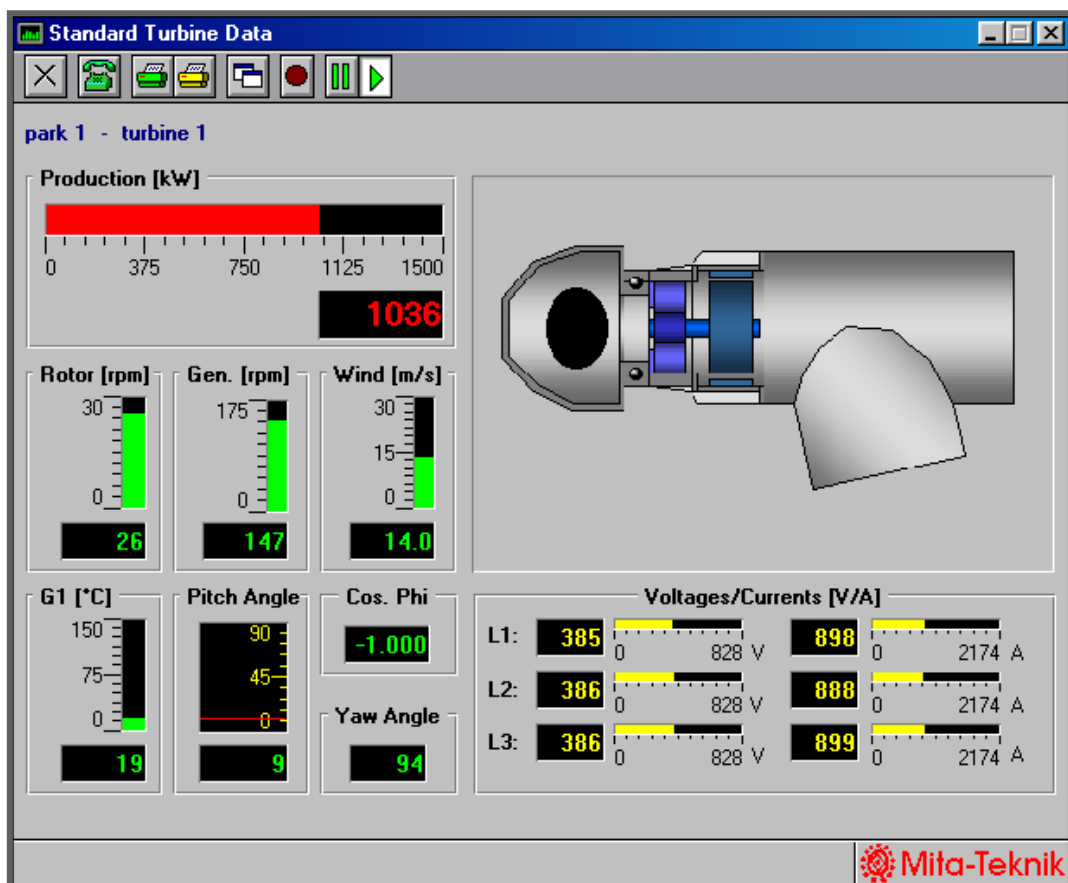 Standard Turbine Data
park 1 - turbine 1
Production [kW]
0 375 750 1125 1500
1036
Rotor [rpm]
30
0
26
Gen. [rpm]
175
0
147
Wind [m/s]
30
15
0
14.0
G1 [°C]
150
75
0
19
Pitch Angle
90
45
0
9
Cos. Phi
-1.000
Yaw Angle
94
Voltages/Currents [V/A]
L1: 385 0 828 V 898 0 2174 A
L2: 386 0 828 V 888 0 2174 A
L3: 386 0 828 V 899 0 2174 A
Mita-Teknik